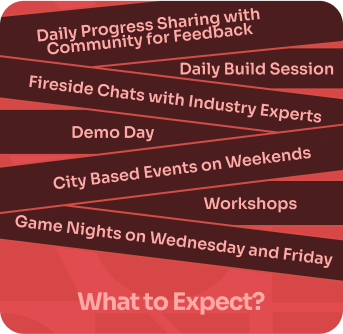 Daily Progress Sharing with
Community for Feedback
Daily Build Session
Fireside Chats with Industry Experts
Demo Day
City Based Events on Weekends
Workshops
Game Nights on Wednesday and Friday
What to Expect?